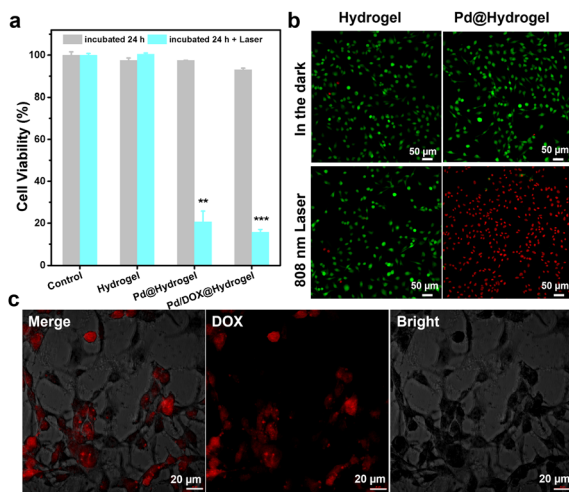 a
incubated 24 h
incubated 24 h + Laser
Cell Viability (%)
100
80
60
40
20
0
**
***
Control
Hydrogel
Pd@Hydrogel
Pd/DOX@Hydrogel
b
Hydrogel
Pd@Hydrogel
In the dark
50 µm
50 µm
808 nm Laser
50 µm
50 µm
c
Merge
20 µm
DOX
20 µm
Bright
20 µm